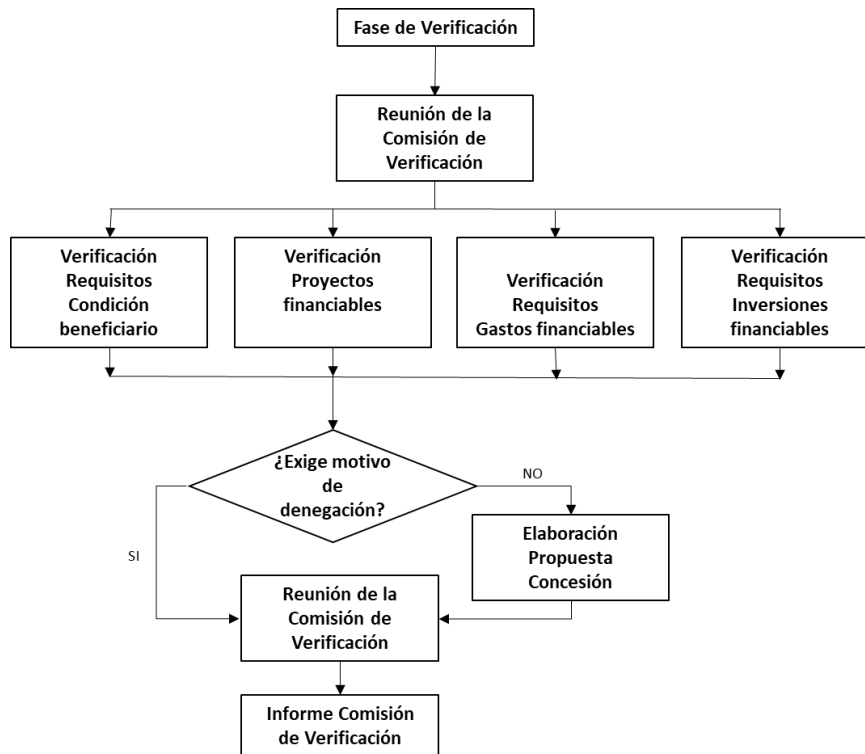 Fase de Verificación
Reunión de la
Comisión de
Verificación
Verificación
Requisitos
Condición
beneficiario
Verificación
Proyectos
financiables
Verificación
Requisitos
Gastos financiables
Verificación
Requisitos
Inversiones
financiables
¿Exige motivo
de
denegación?
NO
SI
Elaboración
Propuesta
Concesión
Reunión de la
Comisión de
Verificación
Informe Comisión
de Verificación